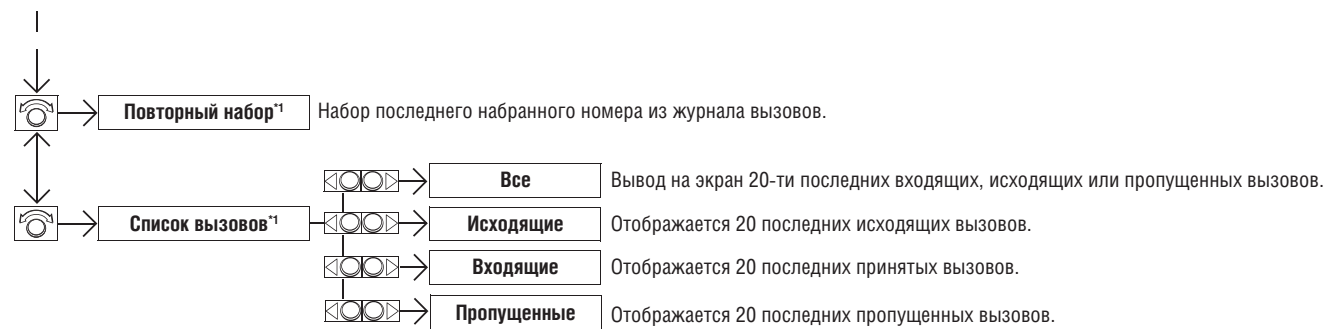 Повторный набор*1 Набор последнего набранного номера из журнала вызовов.
Все Вывод на экран 20-ти последних входящих, исходящих или пропущенных вызовов.
Список вызовов*1 Исходящие Отображается 20 последних исходящих вызовов.
Входящие Отображается 20 последних принятых вызовов.
Пропущенные Отображается 20 последних пропущенных вызовов.